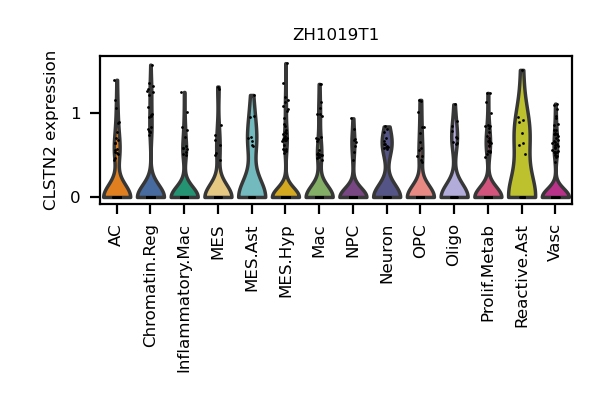 ZH1019T1
CLSTN2 expression
1
0
AC
Chromatin.Reg
Inflammatory.Mac
MES
MES.Ast
MES.Hyp
Mac
NPC
Neuron
OPC
Oligo
Prolif.Metab
Reactive.Ast
Vasc